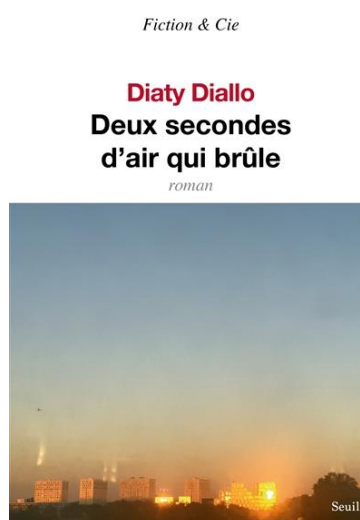 Fiction & Cie
Diaty Diallo
Deux secondes
d'air qui brûle
roman
Seuil